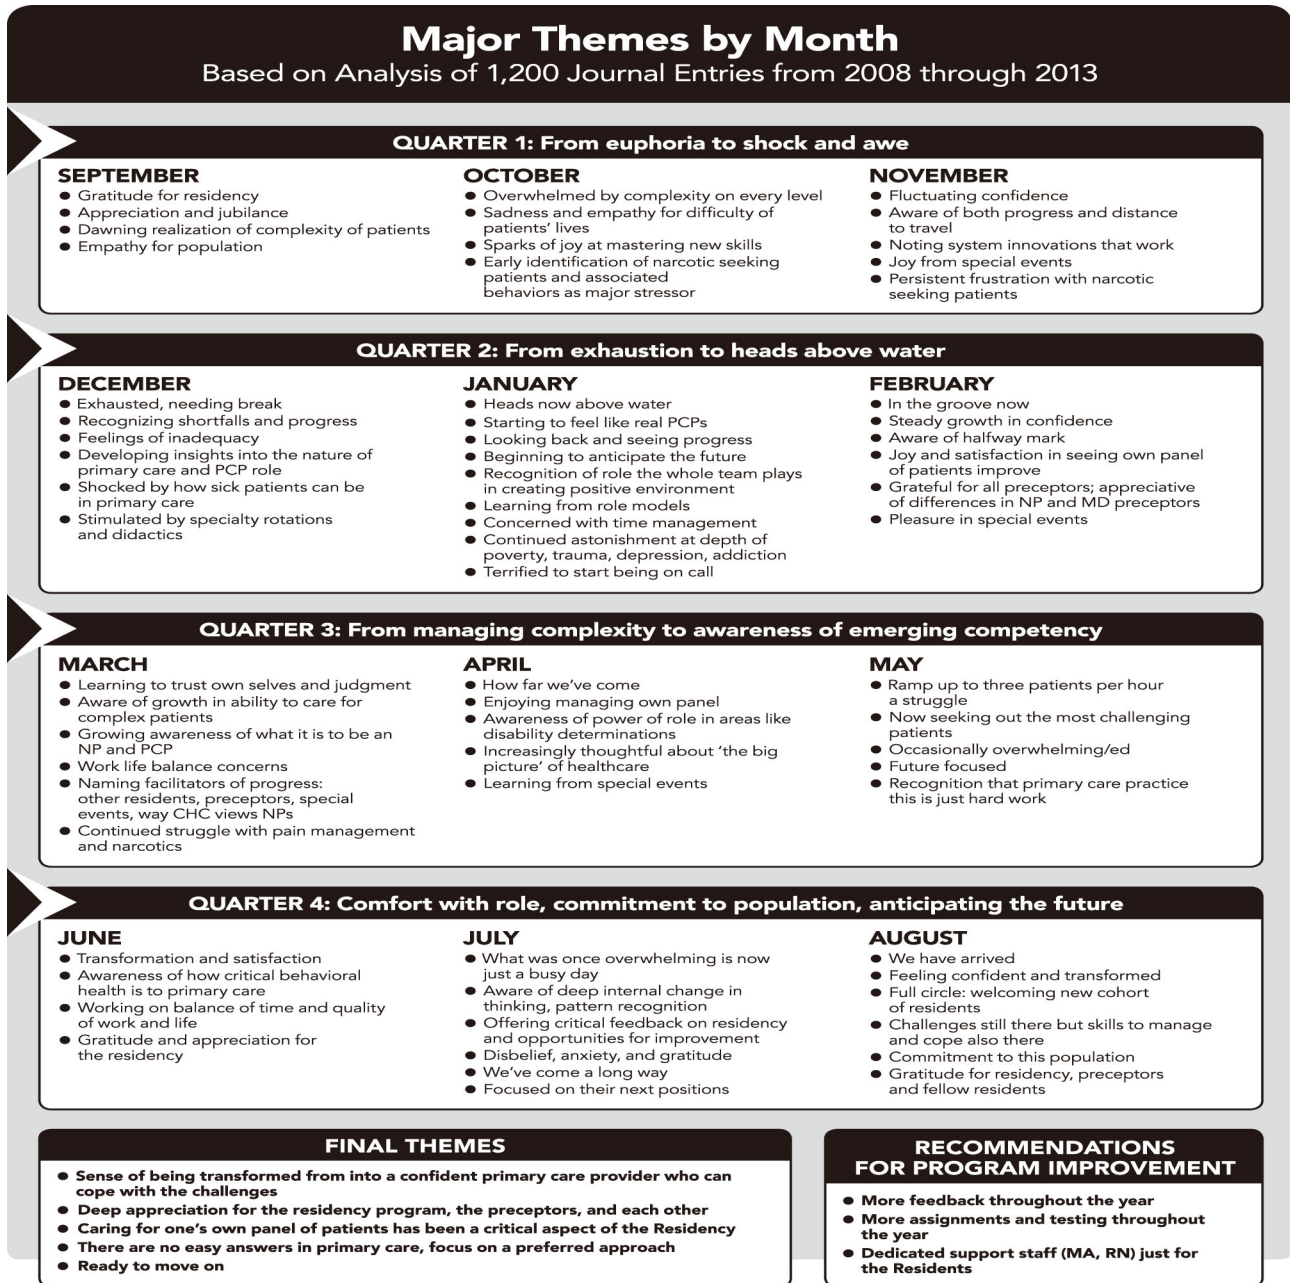 Major Themes by Month
Based on Analysis of 1,200 Journal Entries from 2008 through 2013
QUARTER 1: From euphoria to shock and awe
SEPTEMBER
● Gratitude for residency
● Appreciation and jubilance
● Dawning realization of complexity of patients
● Empathy for population
OCTOBER
● Overwhelmed by complexity on every level
● Sadness and empathy for difficulty of
patients' lives
● Sparks of joy at mastering new skills
● Early identification of narcotic seeking
patients and associated
behaviors as major stressor
NOVEMBER
● Fluctuating confidence
● Aware of both progress and distance
to travel
● Noting system innovations that work
● Joy from special events
● Persistent frustration with narcotic
seeking patients
QUARTER 2: From exhaustion to heads above water
DECEMBER
● Exhausted, needing break
● Recognizing shortfalls and progress
● Feelings of inadequacy
● Developing insights into the nature of
primary care and PCP role
● Shocked by how sick patients can be
in primary care
● Stimulated by specialty rotations
and didactics
JANUARY
● Heads now above water
● Starting to feel like real PCPs
● Looking back and seeing progress
● Beginning to anticipate the future
● Recognition of role the whole team plays
in creating positive environment
● Learning from role models
● Concerned with time management
● Continued astonishment at depth of
poverty, trauma, depression, addiction
● Terrified to start being on call
FEBRUARY
● In the groove now
● Steady growth in confidence
● Aware of halfway mark
● Joy and satisfaction in seeing own panel
of patients improve
● Grateful for all preceptors; appreciative
of differences in NP and MD preceptors
● Pleasure in special events
QUARTER 3: From managing complexity to awareness of emerging competency
MARCH
● Learning to trust own selves and judgment
● Aware of growth in ability to care for
complex patients
● Growing awareness of what it is to be an
NP and PCP
● Work life balance concerns
● Naming facilitators of progress:
other residents, preceptors, special
events, way CHC views NPs
● Continued struggle with pain management
and narcotics
APRIL
● How far we've come
● Enjoying managing own panel
● Awareness of power of role in areas like
disability determinations
● Increasingly thoughtful about 'the big
picture' of healthcare
● Learning from special events
MAY
● Ramp up to three patients per hour
a struggle
● Now seeking out the most challenging
patients
● Occasionally overwhelming/ed
● Future focused
● Recognition that primary care practice
this is just hard work
QUARTER 4: Comfort with role, commitment to population, anticipating the future
JUNE
● Transformation and satisfaction
● Awareness of how critical behavioral
health is to primary care
● Working on balance of time and quality
of work and life
● Gratitude and appreciation for
the residency
JULY
● What was once overwhelming is now
just a busy day
● Aware of deep internal change in
thinking, pattern recognition
● Offering critical feedback on residency
and opportunities for improvement
● Disbelief, anxiety, and gratitude
● We've come a long way
● Focused on their next positions
AUGUST
● We have arrived
● Feeling confident and transformed
● Full circle: welcoming new cohort
of residents
● Challenges still there but skills to manage
and cope also there
● Commitment to this population
● Gratitude for residency, preceptors
and fellow residents
FINAL THEMES
● Sense of being transformed from into a confident primary care provider who can
cope with the challenges
● Deep appreciation for the residency program, the preceptors, and each other
● Caring for one's own panel of patients has been a critical aspect of the Residency
● There are no easy answers in primary care, focus on a preferred approach
● Ready to move on
RECOMMENDATIONS
FOR PROGRAM IMPROVEMENT
● More feedback throughout the year
● More assignments and testing throughout
the year
● Dedicated support staff (MA, RN) just for
the Residents